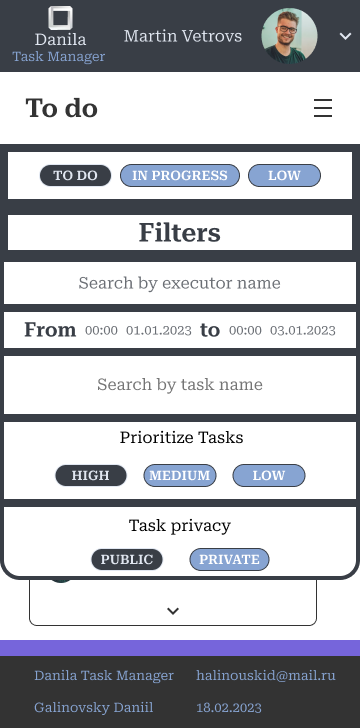 Danila
Task Manager
Martin Vetrovs
To do
TO DO IN PROGRESS LOW
Filters
Search by executor name
From 00:00 01.01.2023 to 00:00 03.01.2023
Search by task name
Prioritize Tasks
HIGH MEDIUM LOW
Task privacy
PUBLIC PRIVATE
Danila Task Manager halinouskid@mail.ru
Galinovsky Daniil 18.02.2023